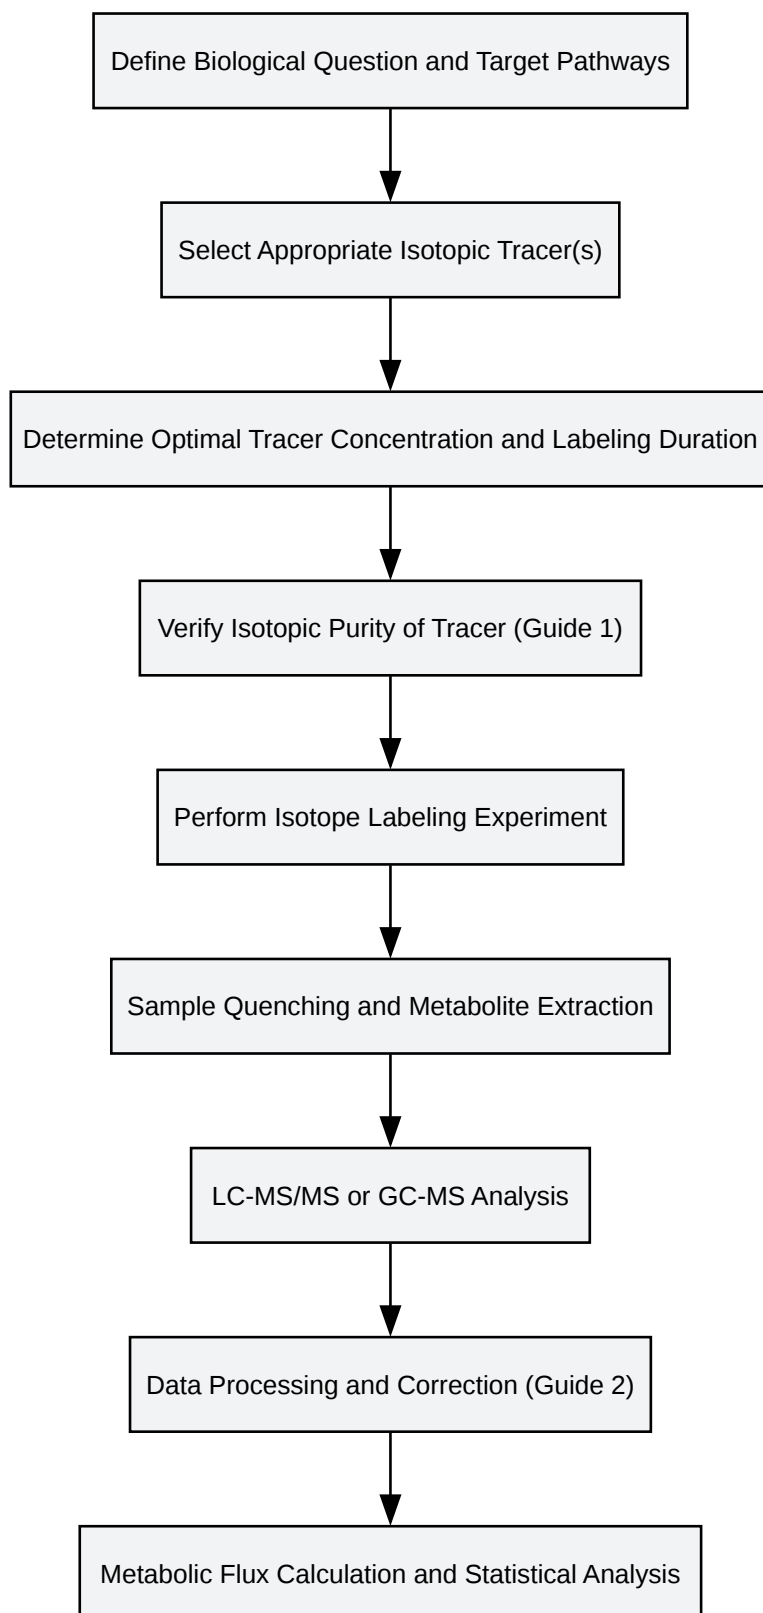 Define Biological Question and Target Pathways
Select Appropriate Isotopic Tracer(s)
Determine Optimal Tracer Concentration and Labeling Duration
Verify Isotopic Purity of Tracer (Guide 1)
Perform Isotope Labeling Experiment
Sample Quenching and Metabolite Extraction
LC-MS/MS or GC-MS Analysis
Data Processing and Correction (Guide 2)
Metabolic Flux Calculation and Statistical Analysis